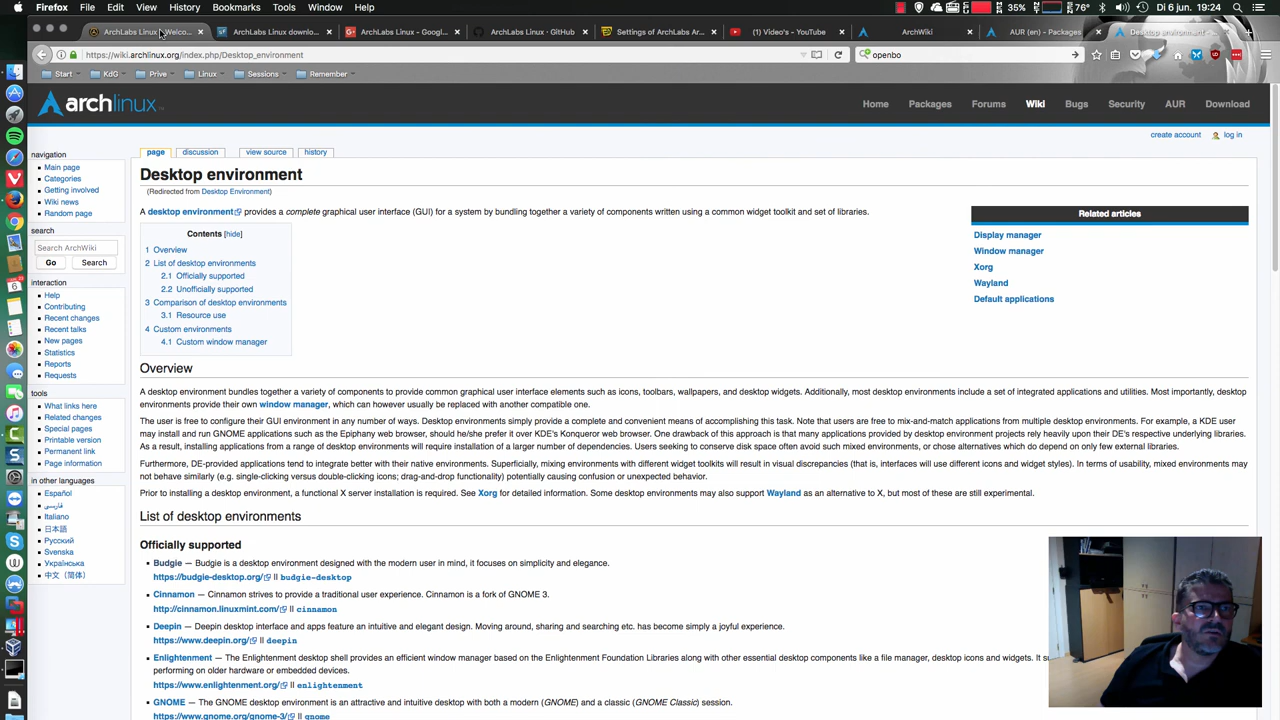 Firefox File Edit View History Bookmarks Tools Window Help
35% 76° 2.4 di 19:24
ArchLabs Linux - Welco... ArchLabs Linux downlo... ArchLabs Linux - Googl... ArchLabs Linux · GitHub Settings of ArchLabs Ar... (1) Video's - YouTube ArchWiki AUR (en) - Packages Desktop environment -
https://wiki.archlinux.org/index.php/Desktop_environment
openbo
Start KdG Prive Linux Sessions Remember
archlinux
Home Packages Forums Wiki Bugs Security AUR Download
create account log in
navigation
Main page
Categories
Getting involved
Wiki news
Random page
search
Search ArchWiki
Go Search
interaction
Help
Contributing
Recent changes
Recent talks
New pages
Statistics
Reports
Requests
tools
What links here
Related changes
Special pages
Printable version
Permanent link
Page information
in other languages
Español
فارسی
Italiano
日本語
Русский
Svenska
Українська
中文（简体）
page discussion view source history
Desktop environment
(Redirected from Desktop Environment)
A desktop environment provides a complete graphical user interface (GUI) for a system by bundling together a variety of components written using a common widget toolkit and set of libraries.
Contents [hide]
1 Overview
2 List of desktop environments
2.1 Officially supported
2.2 Unofficially supported
3 Comparison of desktop environments
3.1 Resource use
4 Custom environments
4.1 Custom window manager
Related articles
Display manager
Window manager
Xorg
Wayland
Default applications
Overview
A desktop environment bundles together a variety of components to provide common graphical user interface elements such as icons, toolbars, wallpapers, and desktop widgets. Additionally, most desktop environments include a set of integrated applications and utilities. Most importantly, desktop
environments provide their own window manager, which can however usually be replaced with another compatible one.
The user is free to configure their GUI environment in any number of ways. Desktop environments simply provide a complete and convenient means of accomplishing this task. Note that users are free to mix-and-match applications from multiple desktop environments. For example, a KDE user
may install and run GNOME applications such as the Epiphany web browser, should he/she prefer it over KDE's Konqueror web browser. One drawback of this approach is that many applications provided by desktop environment projects rely heavily upon their DE's respective underlying libraries.
As a result, installing applications from a range of desktop environments will require installation of a larger number of dependencies. Users seeking to conserve disk space often avoid such mixed environments, or chose alternatives which do depend on only few external libraries.
Furthermore, DE-provided applications tend to integrate better with their native environments. Superficially, mixing environments with different widget toolkits will result in visual discrepancies (that is, interfaces will use different icons and widget styles). In terms of usability, mixed environments may
not behave similarly (e.g. single-clicking versus double-clicking icons; drag-and-drop functionality) potentially causing confusion or unexpected behavior.
Prior to installing a desktop environment, a functional X server installation is required. See Xorg for detailed information. Some desktop environments may also support Wayland as an alternative to X, but most of these are still experimental.
List of desktop environments
Officially supported
Budgie — Budgie is a desktop environment designed with the modern user in mind, it focuses on simplicity and elegance.
https://budgie-desktop.org/ || budgie-desktop
Cinnamon — Cinnamon strives to provide a traditional user experience. Cinnamon is a fork of GNOME 3.
http://cinnamon.linuxmint.com/ || cinnamon
Deepin — Deepin desktop interface and apps feature an intuitive and elegant design. Moving around, sharing and searching etc. has become simply a joyful experience.
https://www.deepin.org/ || deepin
Enlightenment — The Enlightenment desktop shell provides an efficient window manager based on the Enlightenment Foundation Libraries along with other essential desktop components like a file manager, desktop icons and widgets. It su
performing on older hardware or embedded devices.
https://www.enlightenment.org/ || enlightenment
GNOME — The GNOME desktop environment is an attractive and intuitive desktop with both a modern (GNOME) and a classic (GNOME Classic) session.
https://www.gnome.org/gnome-3/ || gnome